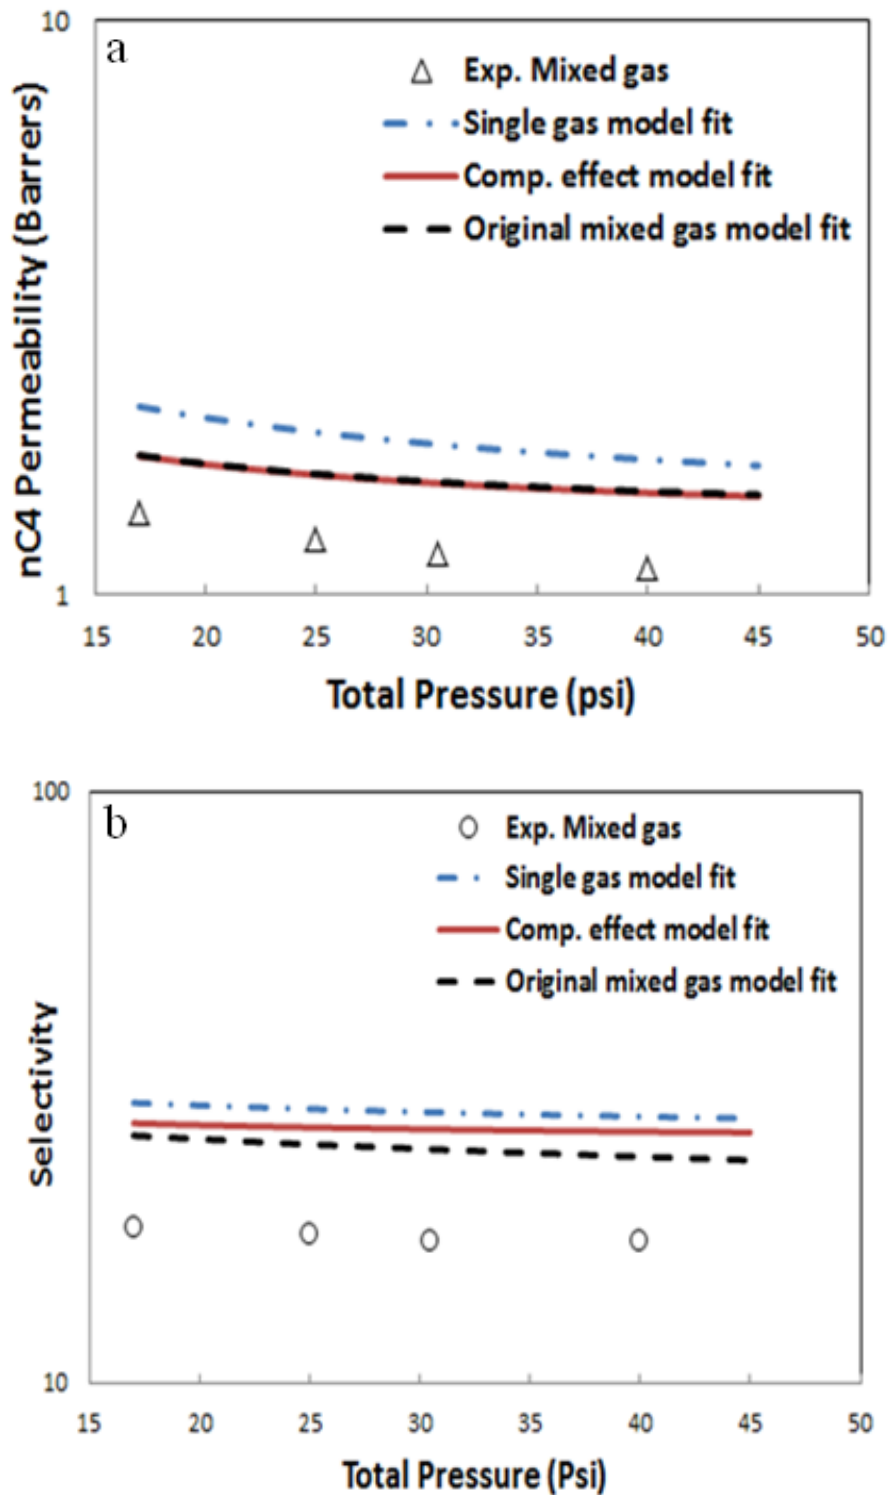 a
10
Exp. Mixed gas
Single gas model fit
Comp. effect model fit
Original mixed gas model fit
nC4 Permeability (Barrers)
1
15 20 25 30 35 40 45 50
Total Pressure (psi)
b
100
Exp. Mixed gas
Single gas model fit
Comp. effect model fit
Original mixed gas model fit
Selectivity
10
15 20 25 30 35 40 45 50
Total Pressure (Psi)